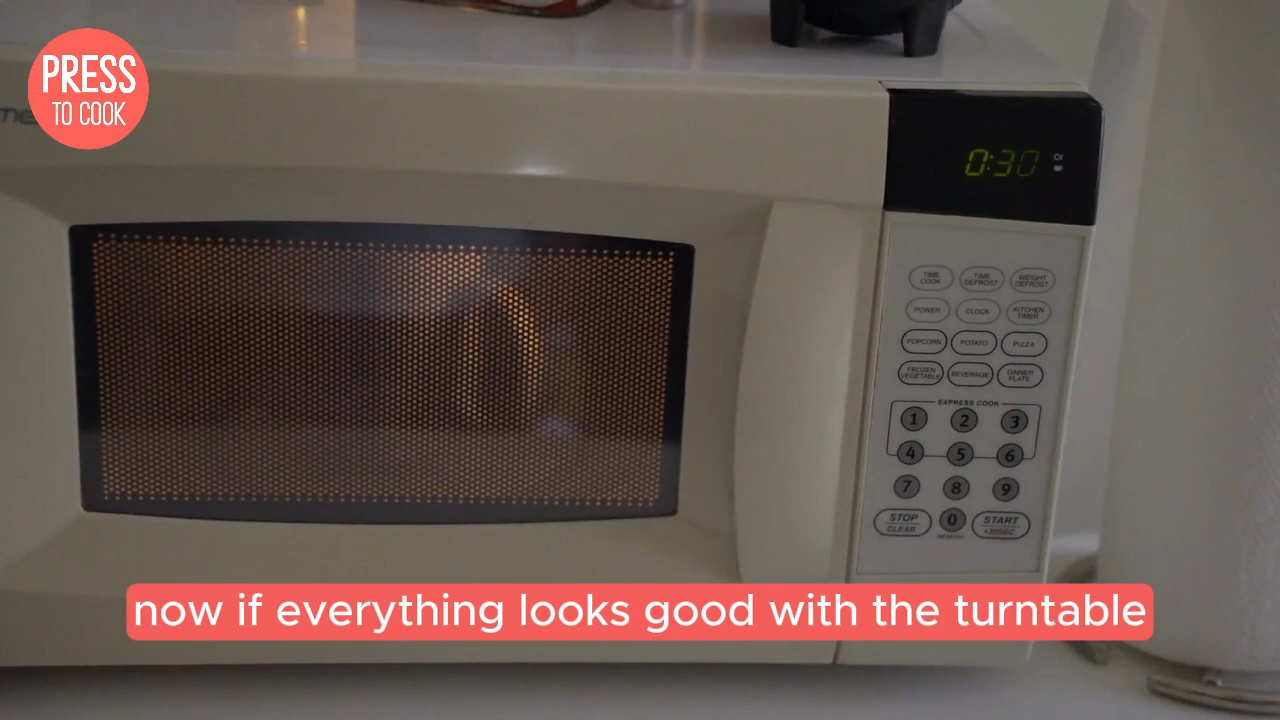 PRESS
TO COOK
0:30
TIME
COOK
TIME
DEFROST
WEIGHT
DEFROST
POWER
CLOCK
KITCHEN
TIMER
POPCORN
POTATO
PIZZA
FROZEN
VEGETABLE
BEVERAGE
DINNER
PLATE
EXPRESS COOK
1 2 3
4 5 6
7 8 9
STOP
CLEAR
0
MEMORY
START
+30SEC
now if everything looks good with the turntable